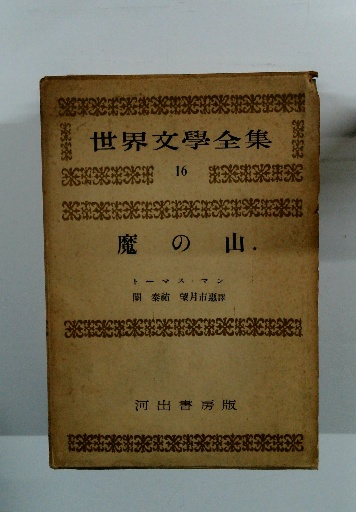 世界文學全集
16
魔の山
トーマス・マン
関 泰祐 望月市惠譯
河出書房版